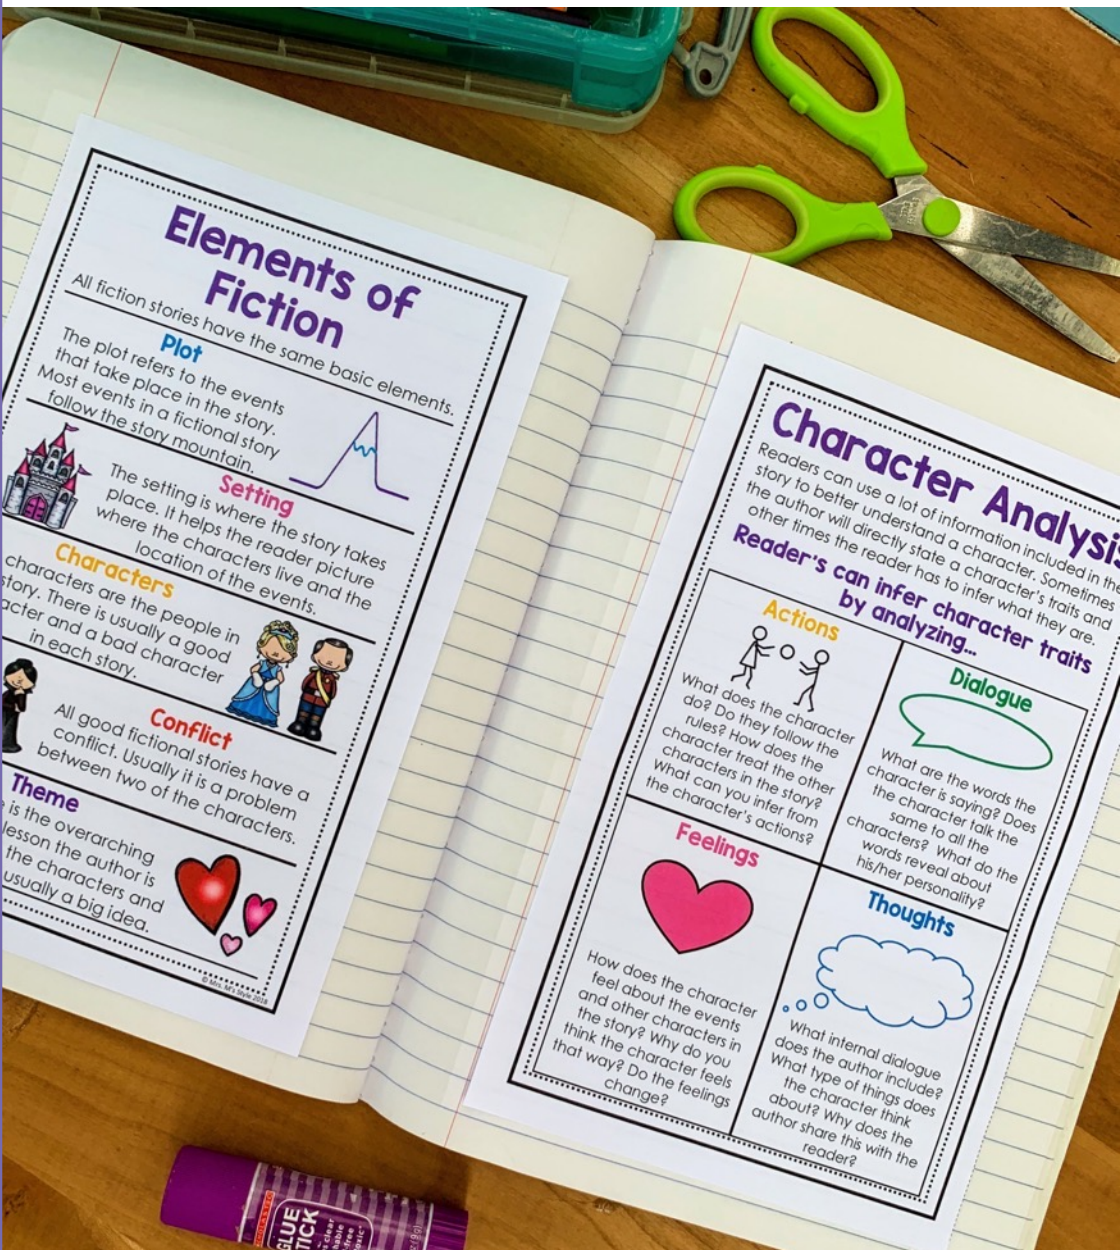 Elements of
Fiction
All fiction stories have the same basic elements.
Plot
The plot refers to the events
that take place in the story.
Most events in a fictional story
follow the story mountain.
Setting
The setting is where the story takes
place. It helps the reader picture
where the characters live and the
location of the events.
Characters
characters are the people in
story. There is usually a good
acter and a bad character
in each story.
Conflict
All good fictional stories have a
conflict. Usually it is a problem
between two of the characters.
Theme
is the overarching
lesson the author is
the characters and
usually a big idea.
© Mrs. M's Style 2018
Character Analysis
Readers can use a lot of information included in the
story to better understand a character. Sometimes
the author will directly state a character's traits and
other times the reader has to infer what they are.
Reader's can infer character traits
by analyzing...
Actions
What does the character
do? Do they follow the
rules? How does the
character treat the other
characters in the story?
What can you infer from
the character's actions?
Dialogue
What are the words the
character is saying? Does
the character talk the
same to all the
characters? What do the
words reveal about
his/her personality?
Feelings
How does the character
feel about the events
and other characters in
the story? Why do you
think the character feels
that way? Do the feelings
change?
Thoughts
What internal dialogue
does the author include?
What type of things does
the character think
about? Why does the
author share this with the
reader?
SCHOLASTIC
GLUE
STICK